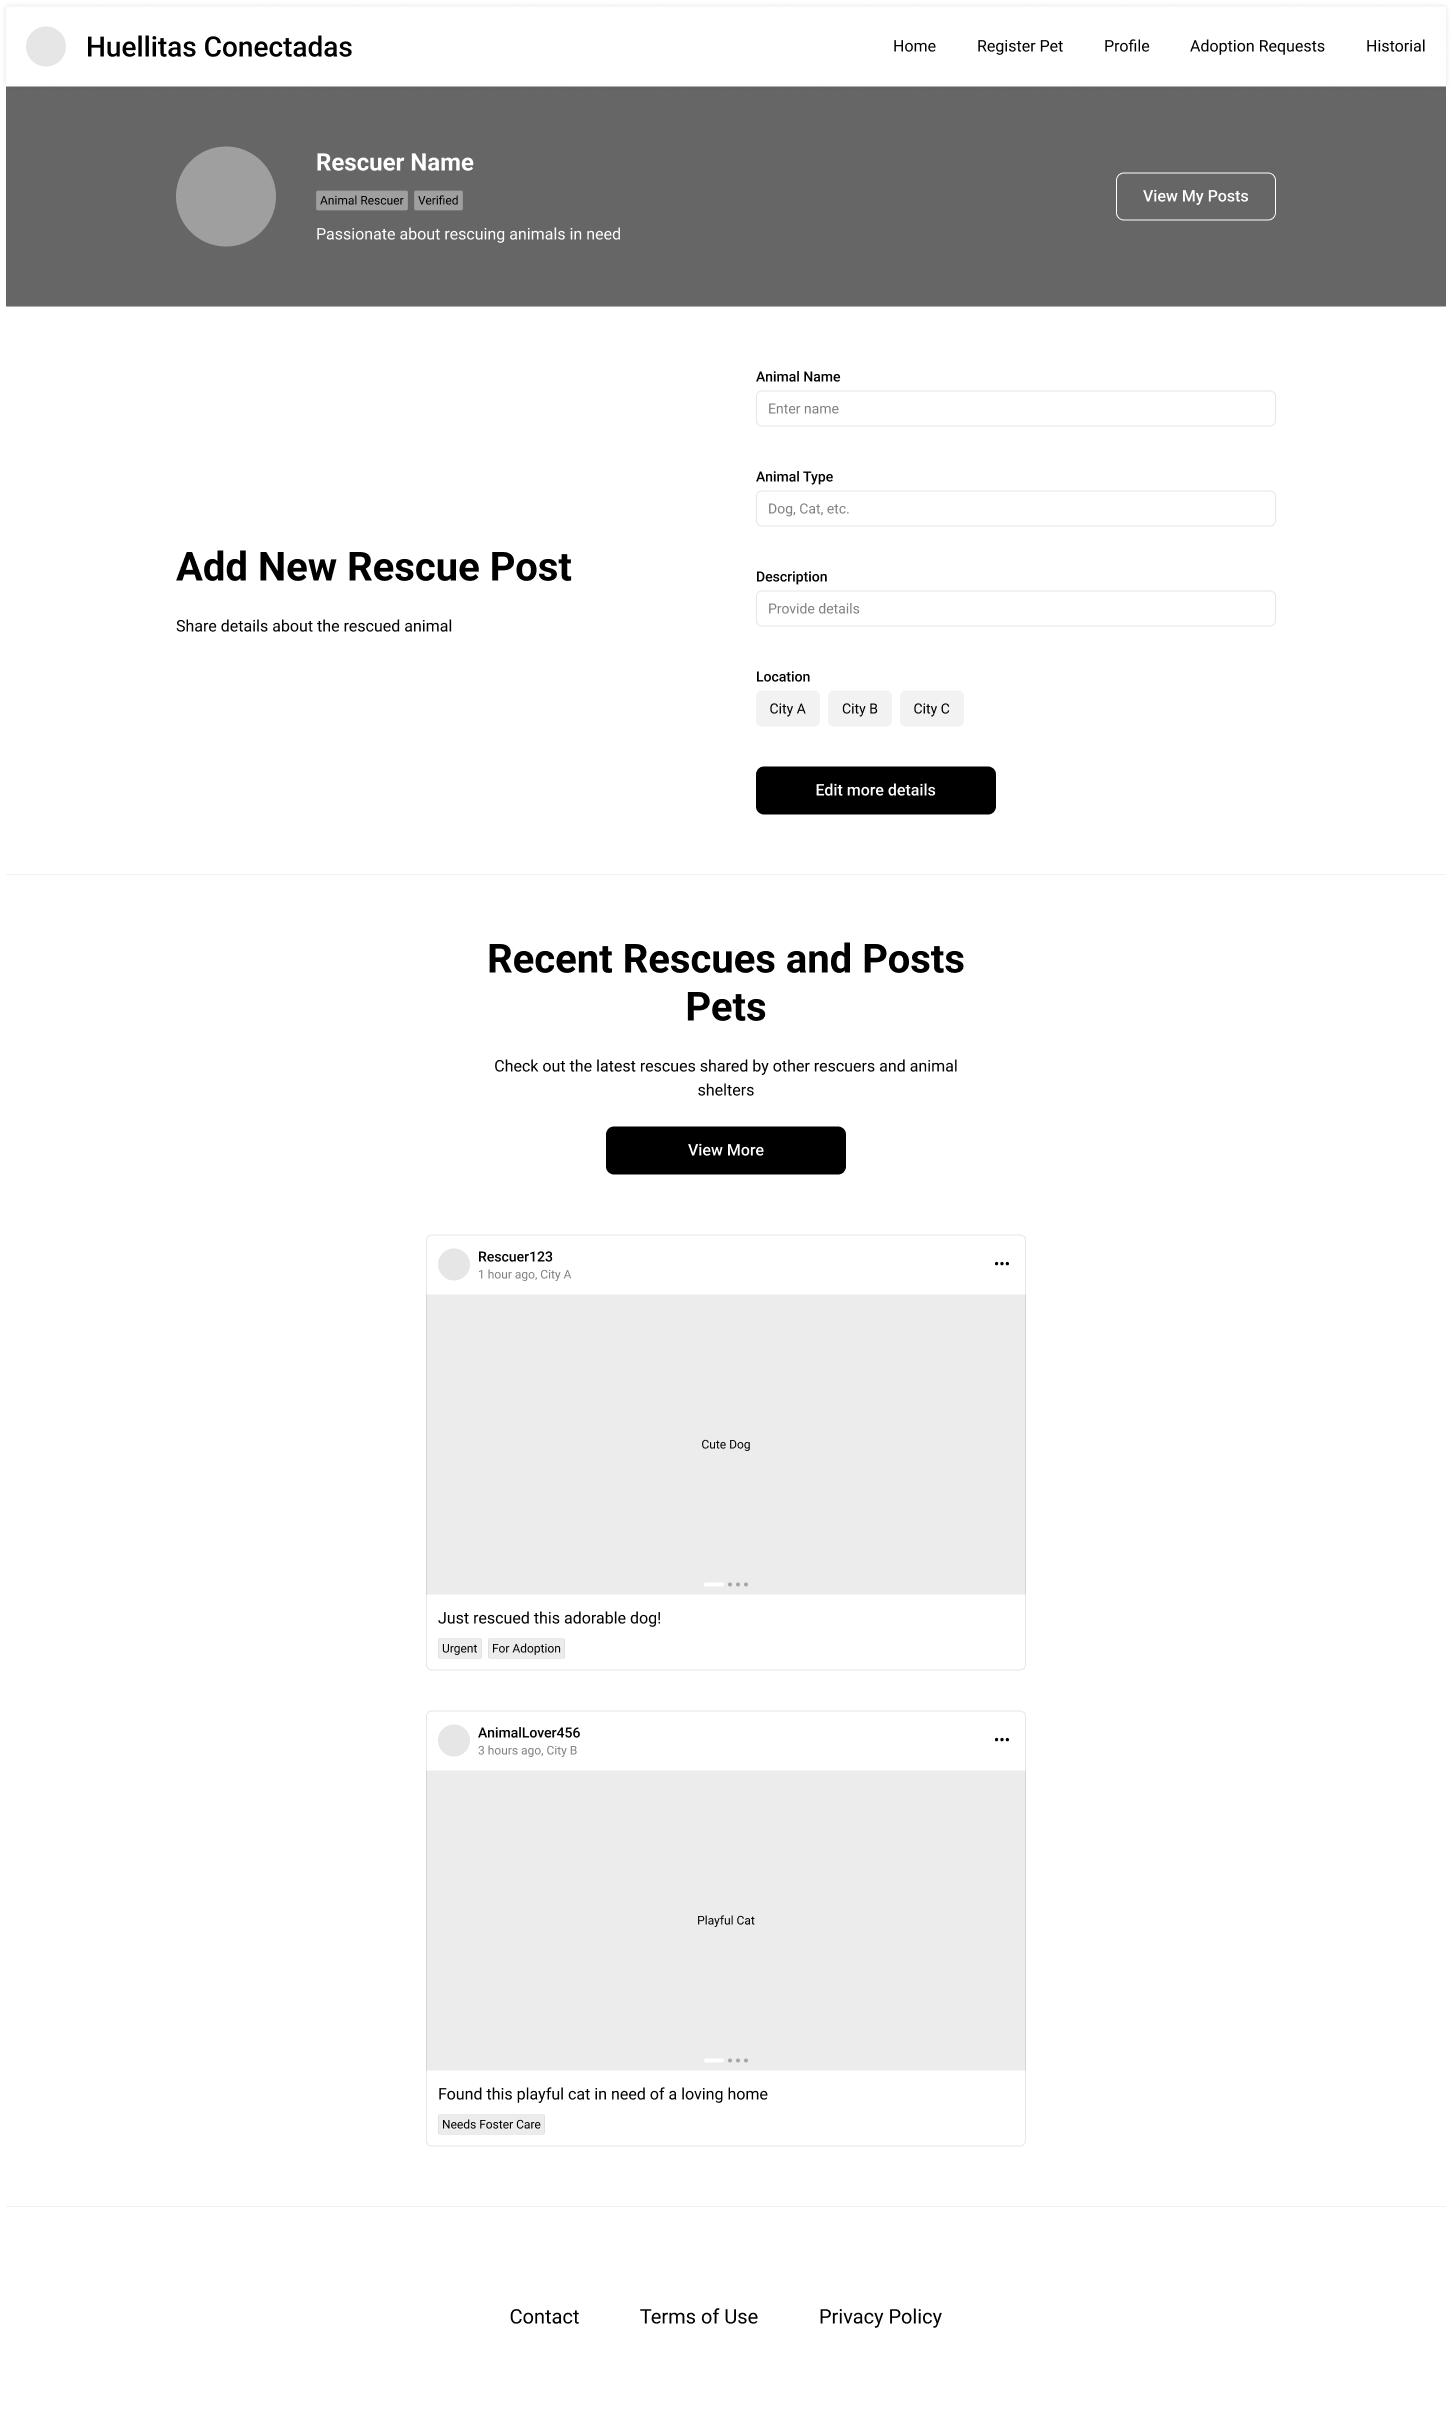 Huellitas Conectadas
Home Register Pet Profile Adoption Requests Historial
Rescuer Name
Animal Rescuer Verified
Passionate about rescuing animals in need
View My Posts
Add New Rescue Post
Share details about the rescued animal
Animal Name
Enter name
Animal Type
Dog, Cat, etc.
Description
Provide details
Location
City A City B City C
Edit more details
Recent Rescues and Posts
Pets
Check out the latest rescues shared by other rescuers and animal
shelters
View More
Rescuer123
1 hour ago, City A
Cute Dog
Just rescued this adorable dog!
Urgent For Adoption
AnimalLover456
3 hours ago, City B
Playful Cat
Found this playful cat in need of a loving home
Needs Foster Care
Contact Terms of Use Privacy Policy